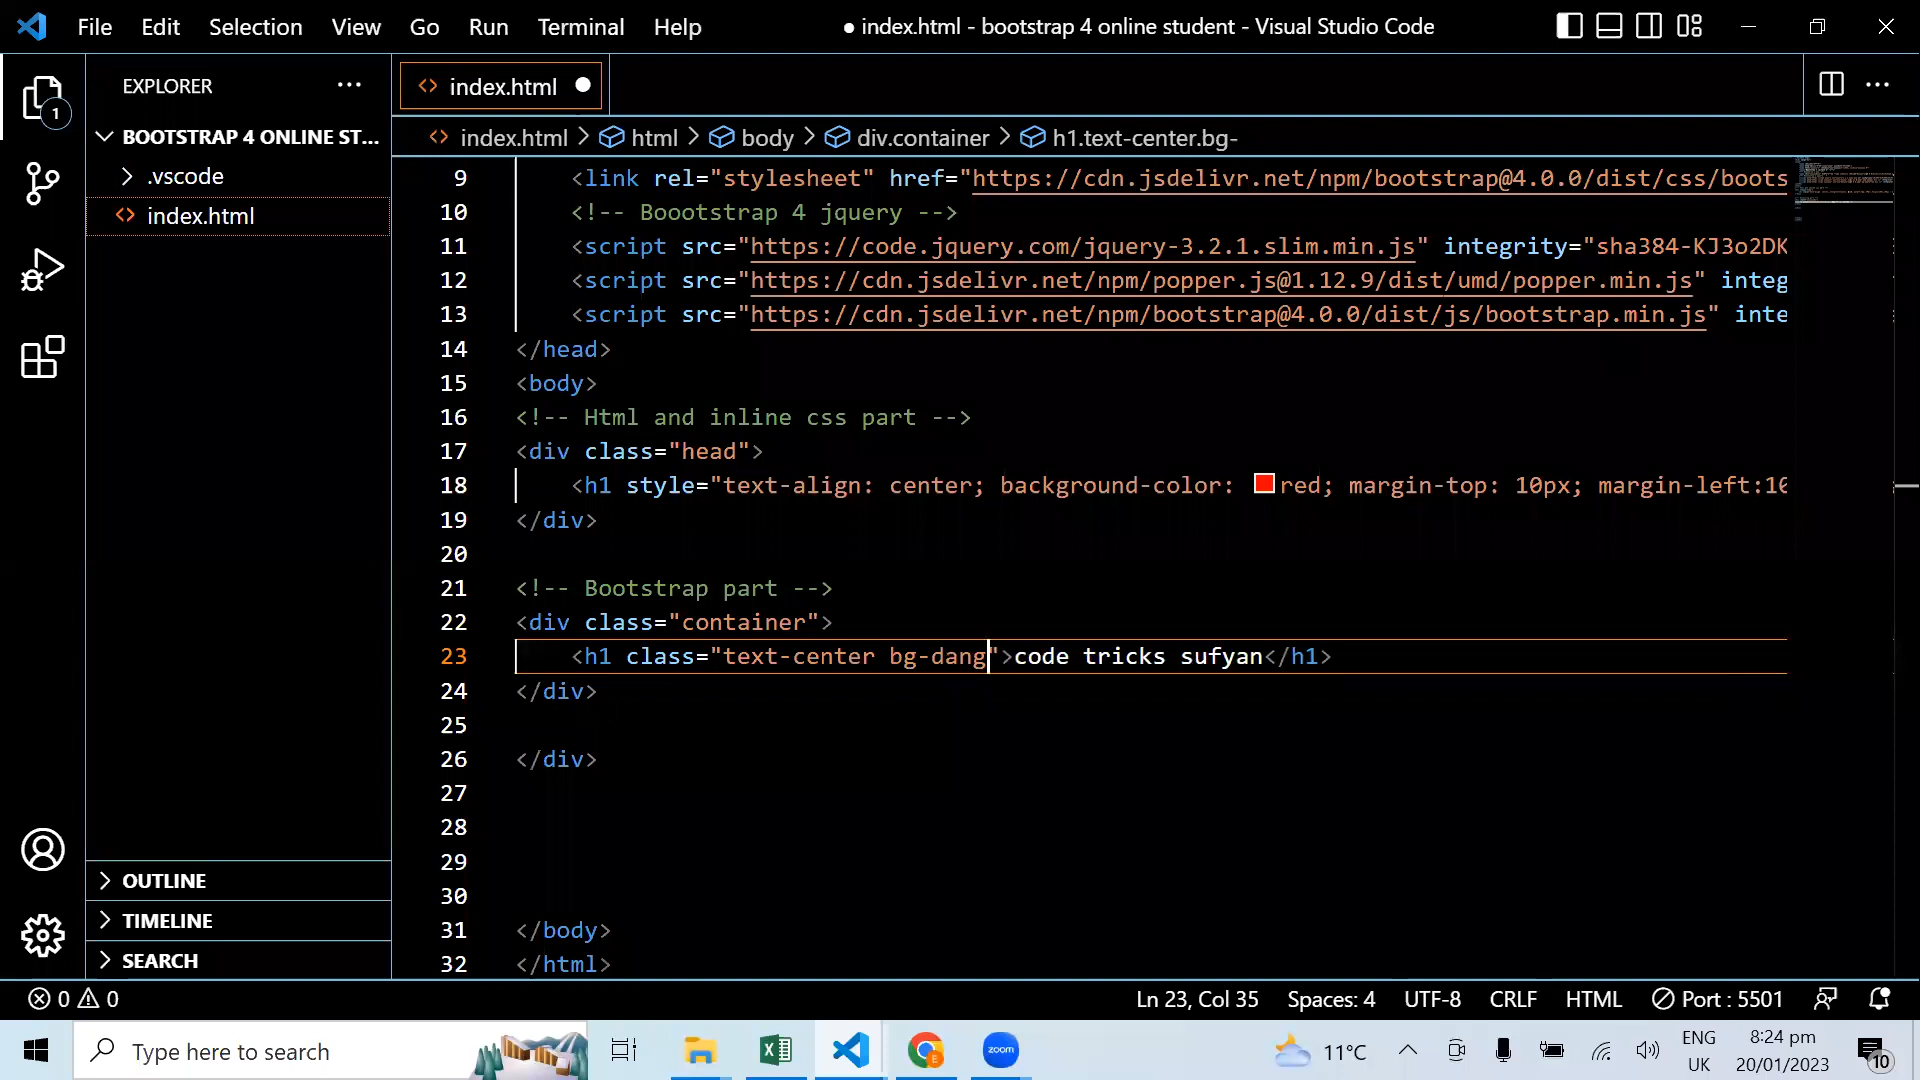 File Edit Selection View Go Run Terminal Help ● index.html - bootstrap 4 online student - Visual Studio Code
EXPLORER ···
index.html
1
BOOTSTRAP 4 ONLINE ST...
index.html > html > body > div.container > h1.text-center.bg-
.vscode
index.html
9 <link rel="stylesheet" href="https://cdn.jsdelivr.net/npm/bootstrap@4.0.0/dist/css/boots
10 <!-- Boootstrap 4 jquery -->
11 <script src="https://code.jquery.com/jquery-3.2.1.slim.min.js" integrity="sha384-KJ3o2DK
12 <script src="https://cdn.jsdelivr.net/npm/popper.js@1.12.9/dist/umd/popper.min.js" integ
13 <script src="https://cdn.jsdelivr.net/npm/bootstrap@4.0.0/dist/js/bootstrap.min.js" inte
14 </head>
15 <body>
16 <!-- Html and inline css part -->
17 <div class="head">
18 <h1 style="text-align: center; background-color: red; margin-top: 10px; margin-left:10
19 </div>
20
21 <!-- Bootstrap part -->
22 <div class="container">
23 <h1 class="text-center bg-dang">code tricks sufyan</h1>
24 </div>
25
26 </div>
27
28
29
30
31 </body>
32 </html>
OUTLINE
TIMELINE
SEARCH
0 0 Ln 23, Col 35 Spaces: 4 UTF-8 CRLF HTML Port : 5501
Type here to search
zoom
E
11°C
ENG
UK
8:24 pm
20/01/2023
10